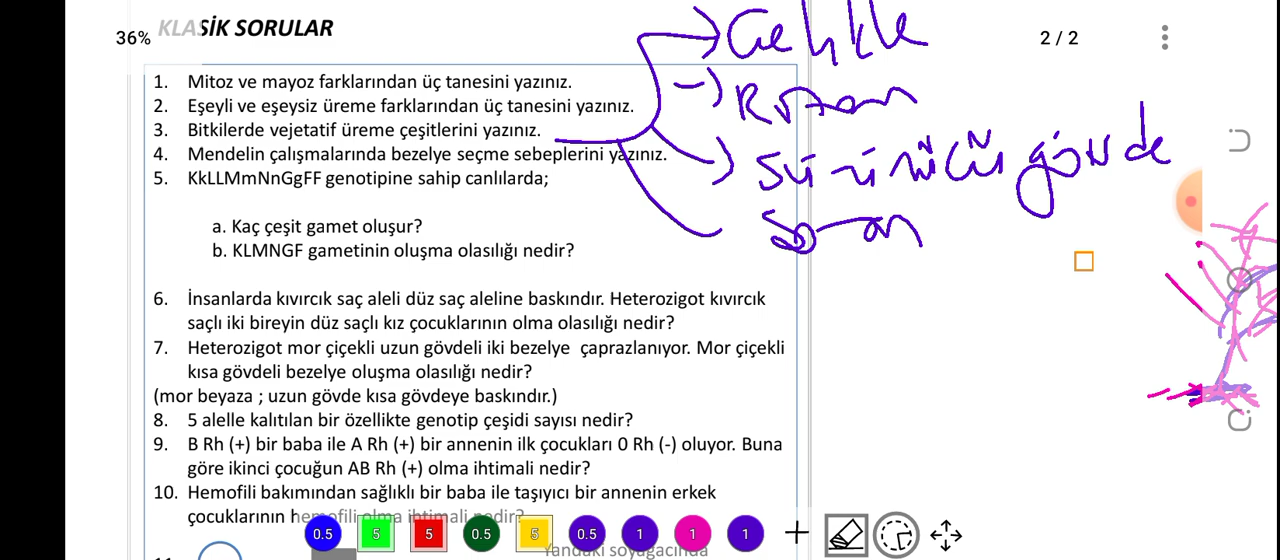 36%
KLASİK SORULAR
2 / 2
1. Mitoz ve mayoz farklarından üç tanesini yazınız.
2. Eşeyli ve eşeysiz üreme farklarından üç tanesini yazınız.
3. Bitkilerde vejetatif üreme çeşitlerini yazınız.
4. Mendelin çalışmalarında bezelye seçme sebeplerini yazınız.
5. KkLLMmNnGgFF genotipine sahip canlılarda;
a. Kaç çeşit gamet oluşur?
b. KLMNGF gametinin oluşma olasılığı nedir?
6. İnsanlarda kıvırcık saç aleli düz saç aleline baskındır. Heterozigot kıvırcık
saçlı iki bireyin düz saçlı kız çocuklarının olma olasılığı nedir?
7. Heterozigot mor çiçekli uzun gövdeli iki bezelye çaprazlanıyor. Mor çiçekli
kısa gövdeli bezelye oluşma olasılığı nedir?
(mor beyaza ; uzun gövde kısa gövdeye baskındır.)
8. 5 alelle kalıtılan bir özellikte genotip çeşidi sayısı nedir?
9. B Rh (+) bir baba ile A Rh (+) bir annenin ilk çocukları 0 Rh (-) oluyor. Buna
göre ikinci çocuğun AB Rh (+) olma ihtimali nedir?
10. Hemofili bakımından sağlıklı bir baba ile taşıyıcı bir annenin erkek
çocuklarının hemofili olma ihtimali nedir?
Yandaki soyağacında
Çelikle
Rizom
Sürünücü gövde
0.5
5
5
0.5
5
0.5
1
1
1